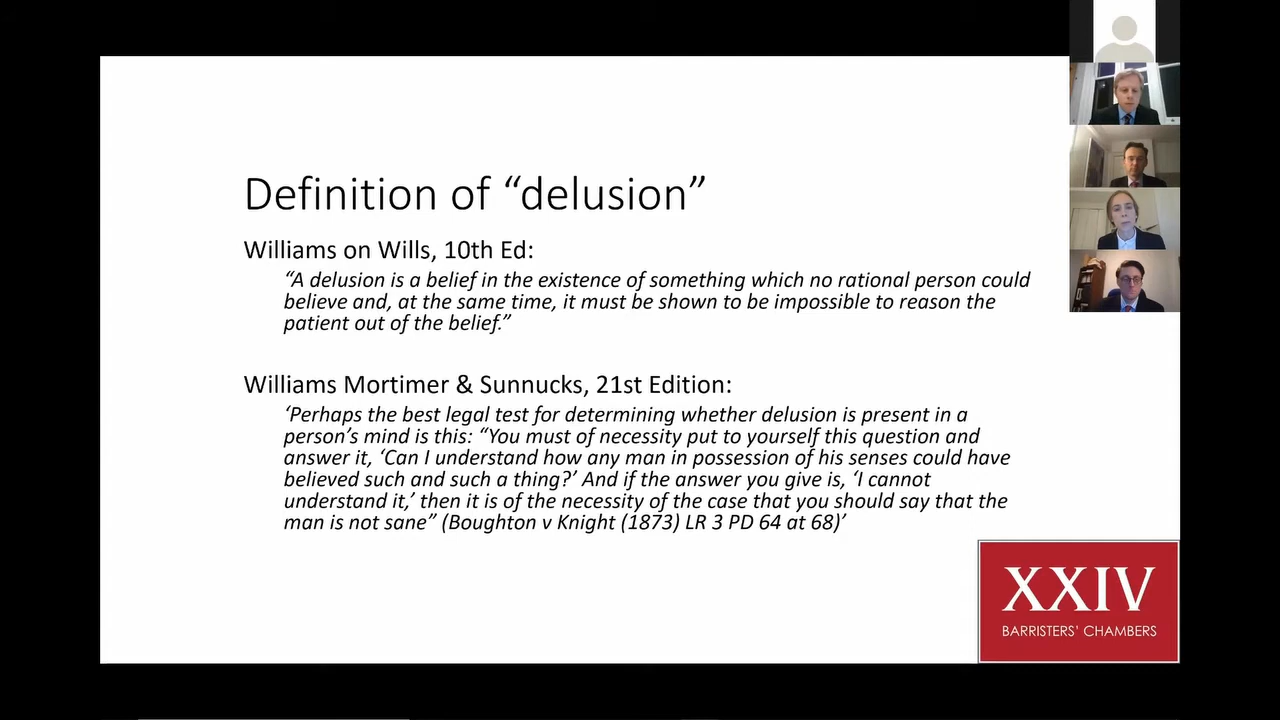 Definition of “delusion”
Williams on Wills, 10th Ed:
“A delusion is a belief in the existence of something which no rational person could
believe and, at the same time, it must be shown to be impossible to reason the
patient out of the belief.”
Williams Mortimer & Sunnucks, 21st Edition:
‘Perhaps the best legal test for determining whether delusion is present in a
person’s mind is this: “You must of necessity put to yourself this question and
answer it, ‘Can I understand how any man in possession of his senses could have
believed such and such a thing?’ And if the answer you give is, ‘I cannot
understand it,’ then it is of the necessity of the case that you should say that the
man is not sane” (Boughton v Knight (1873) LR 3 PD 64 at 68)’
XXIV
BARRISTERS’ CHAMBERS